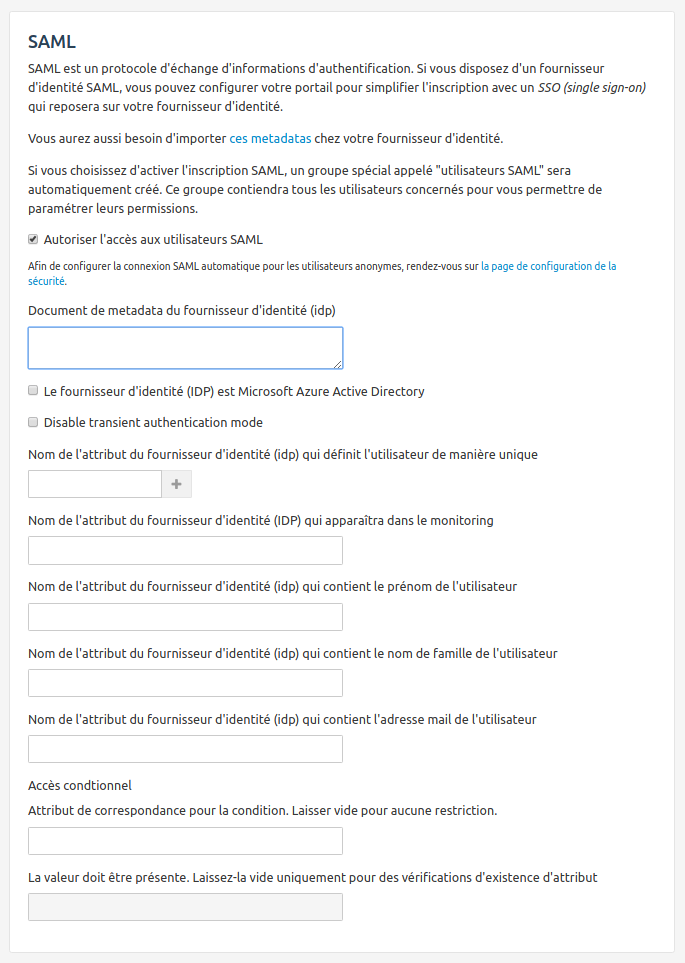 SAML
SAML est un protocole d'échange d'informations d'authentification. Si vous disposez d'un fournisseur
d'identité SAML, vous pouvez configurer votre portail pour simplifier l'inscription avec un SSO (single sign-on)
qui reposera sur votre fournisseur d'identité.
Vous aurez aussi besoin d'importer ces metadatas chez votre fournisseur d'identité.
Si vous choisissez d'activer l'inscription SAML, un groupe spécial appelé "utilisateurs SAML" sera
automatiquement créé. Ce groupe contiendra tous les utilisateurs concernés pour vous permettre de
paramétrer leurs permissions.
Autoriser l'accès aux utilisateurs SAML
Afin de configurer la connexion SAML automatique pour les utilisateurs anonymes, rendez-vous sur la page de configuration de la
sécurité.
Document de metadata du fournisseur d'identité (idp)
Le fournisseur d'identité (IDP) est Microsoft Azure Active Directory
Disable transient authentication mode
Nom de l'attribut du fournisseur d'identité (idp) qui définit l'utilisateur de manière unique
+
Nom de l'attribut du fournisseur d'identité (IDP) qui apparaîtra dans le monitoring
Nom de l'attribut du fournisseur d'identité (idp) qui contient le prénom de l'utilisateur
Nom de l'attribut du fournisseur d'identité (idp) qui contient le nom de famille de l'utilisateur
Nom de l'attribut du fournisseur d'identité (idp) qui contient l'adresse mail de l'utilisateur
Accès condtionnel
Attribut de correspondance pour la condition. Laisser vide pour aucune restriction.
La valeur doit être présente. Laissez-la vide uniquement pour des vérifications d'existence d'attribut